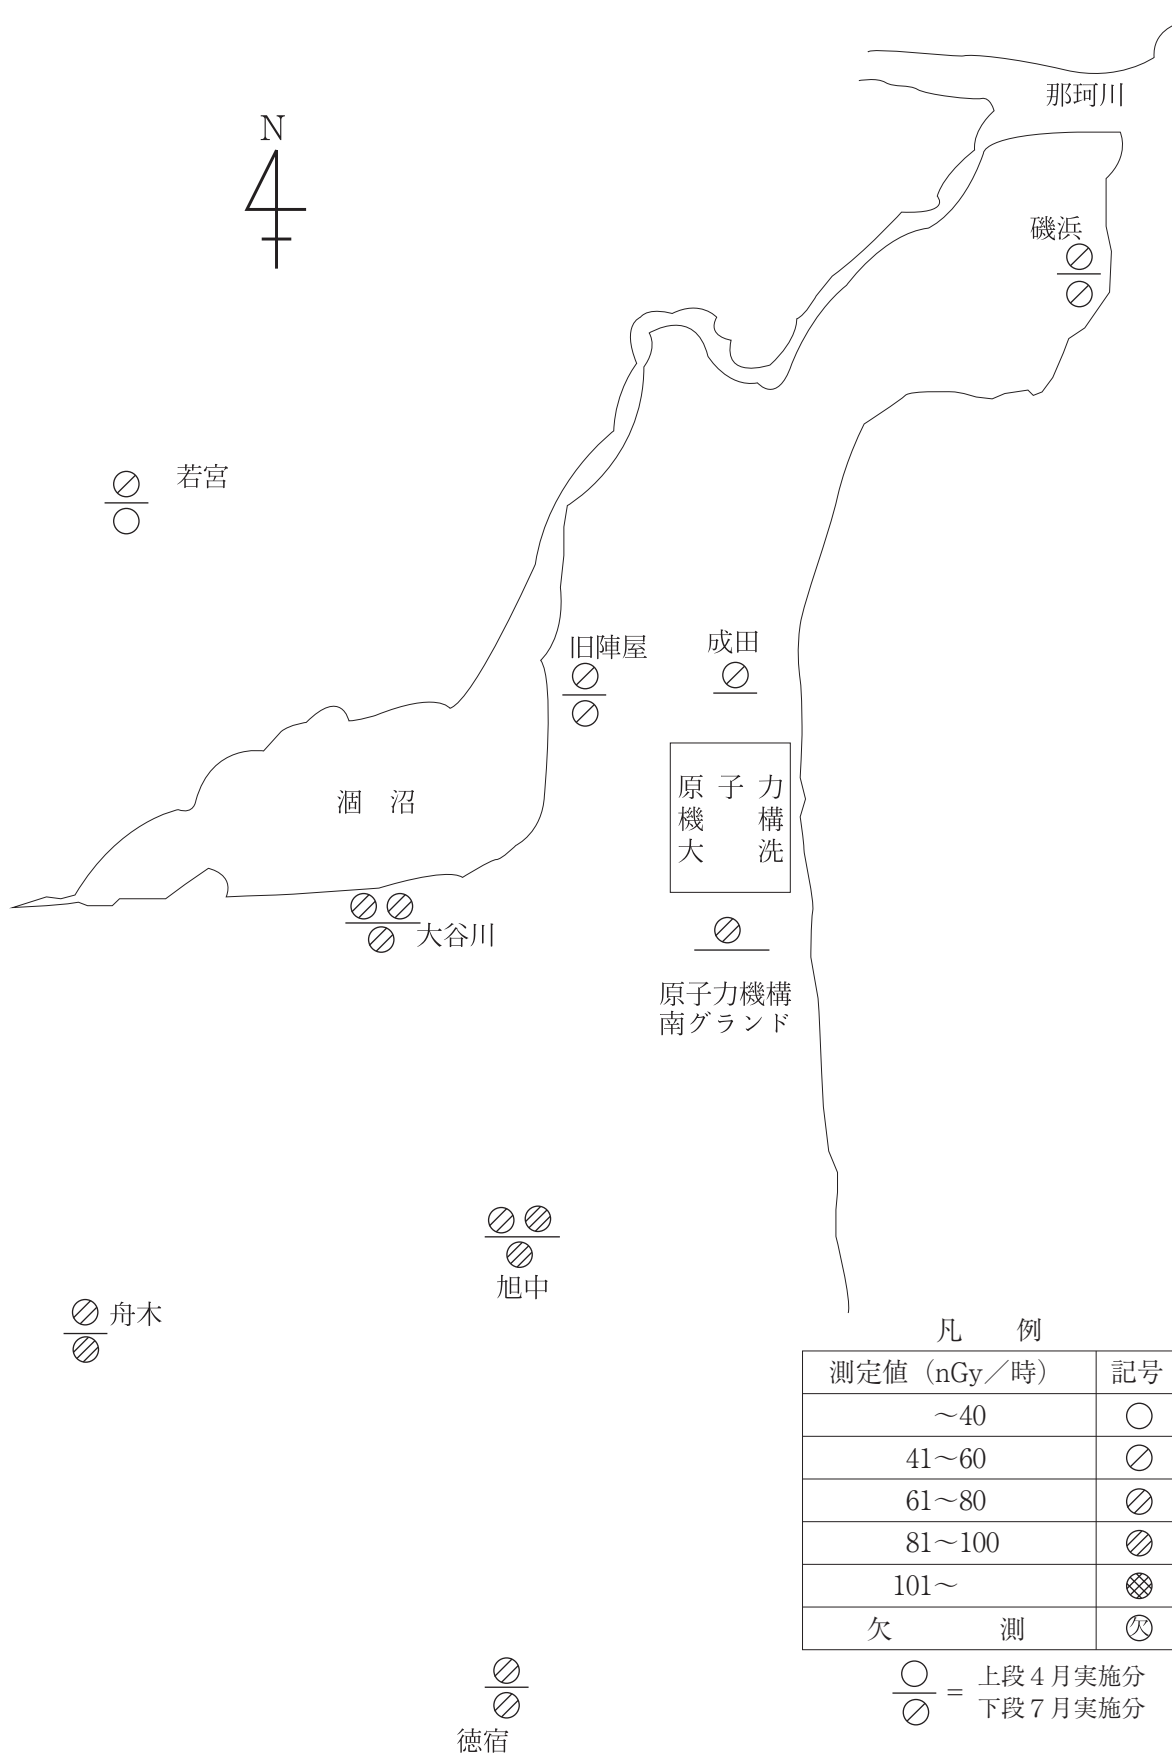 那珂川
N
磯浜
若宮
旧陣屋
成田
原子力
機構
大洗
涸沼
大谷川
原子力機構
南グランド
旭中
舟木
凡例
測定値（nGy／時） 記号
～40
41～60
61～80
81～100
101～
欠測 欠
= 上段４月実施分
下段７月実施分
徳宿